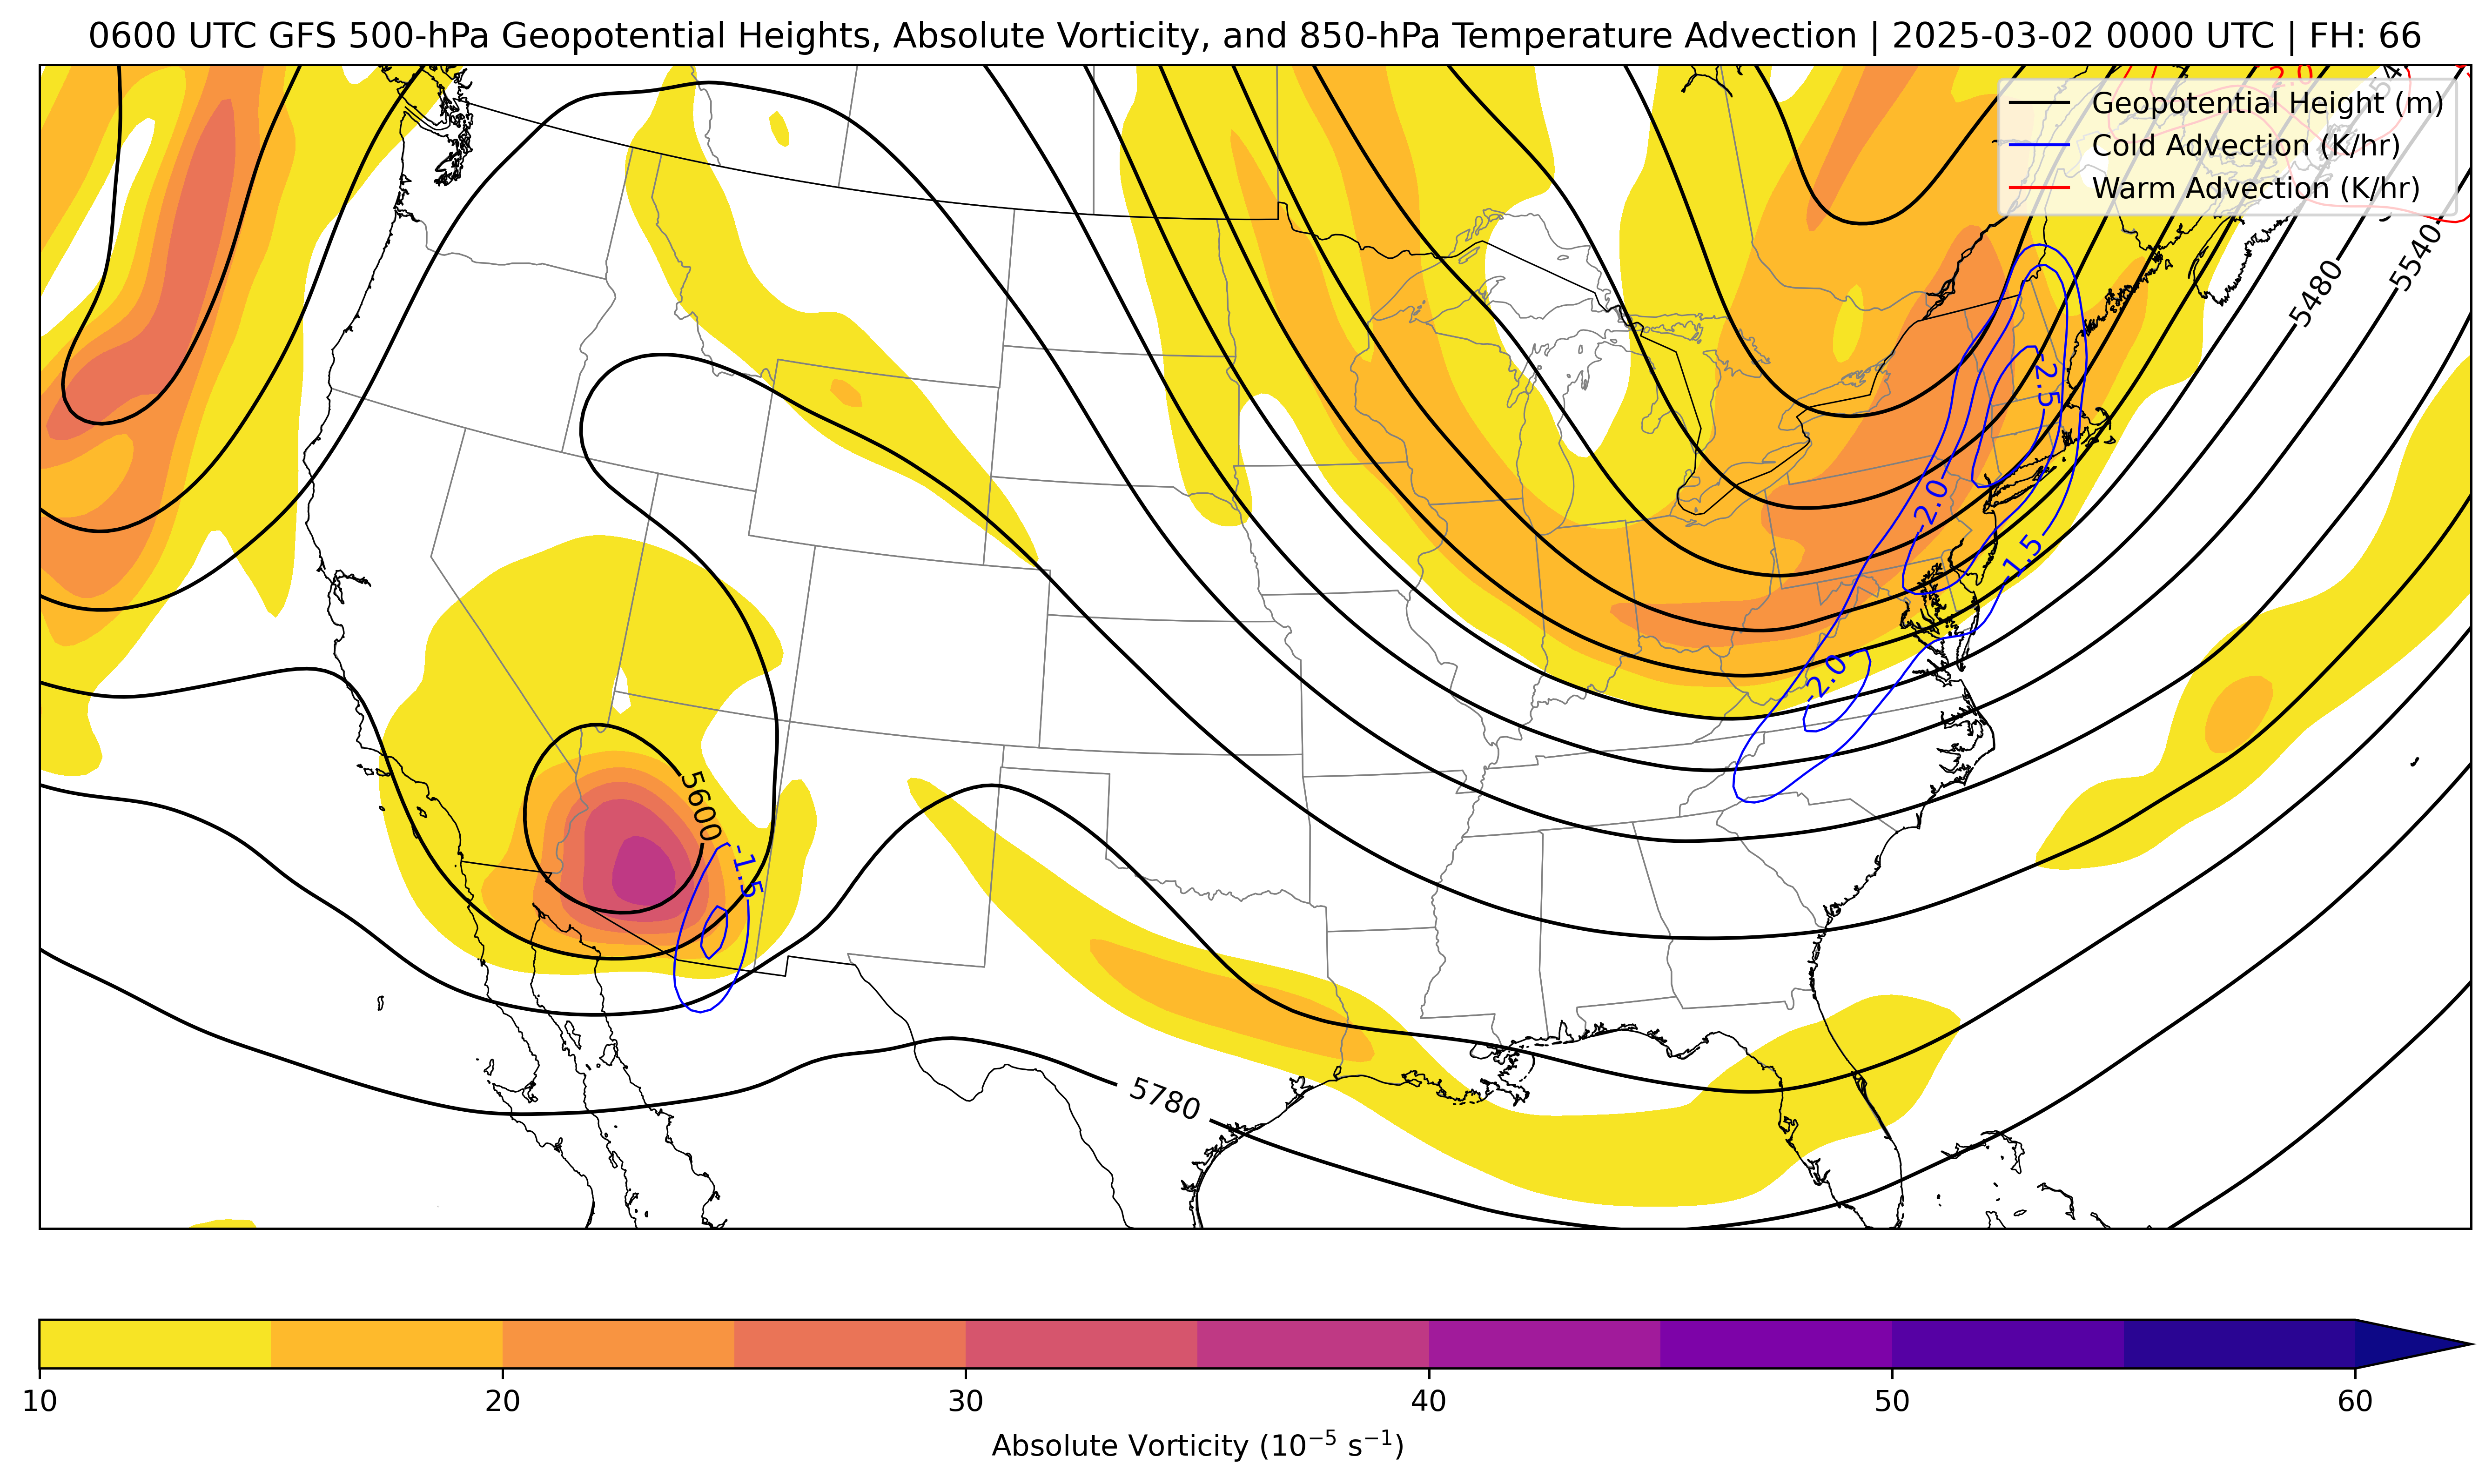 0600 UTC GFS 500-hPa Geopotential Heights, Absolute Vorticity, and 850-hPa Temperature Advection | 2025-03-02 0000 UTC | FH: 66
Geopotential Height (m)
Cold Advection (K/hr)
Warm Advection (K/hr)
2.0
5480
5540
-2.5
-2.0
-1.5
-2.0
5600
-1.5
5780
10 20 30 40 50 60
Absolute Vorticity (10⁻⁵ s⁻¹)